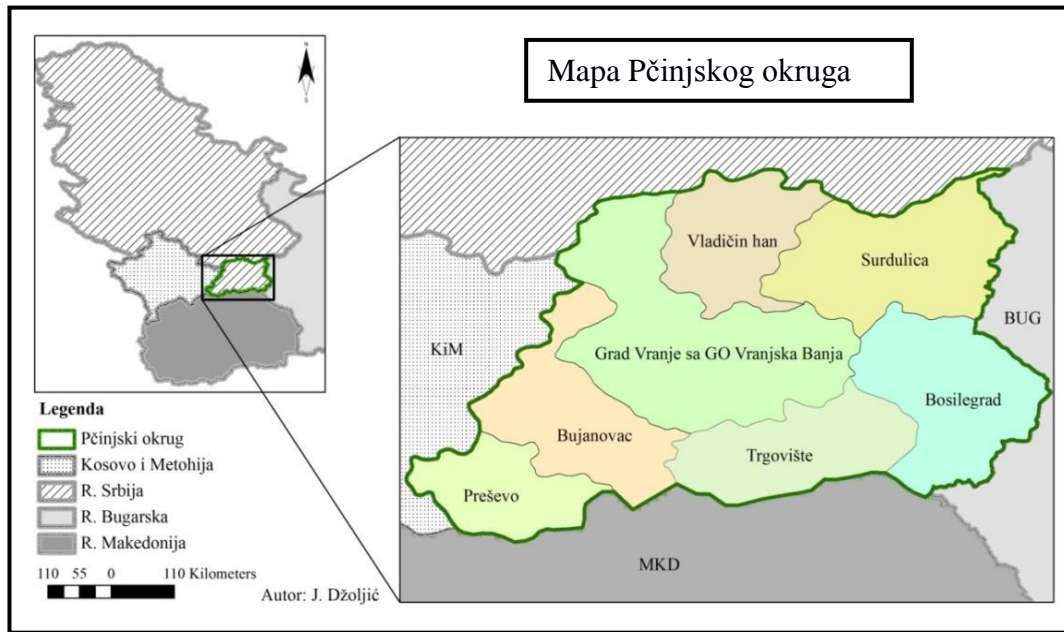 Mapa Pčinjskog okruga
N
S
Vladičin han
Surdulica
BUG
KiM
Grad Vranje sa GO Vranjska Banja
Bosilegrad
Bujanovac
Trgovište
Preševo
MKD
Legenda
Pčinjski okrug
Kosovo i Metohija
R. Srbija
R. Bugarska
R. Makedonija
110 55 0 110 Kilometers
Autor: J. Džoljić